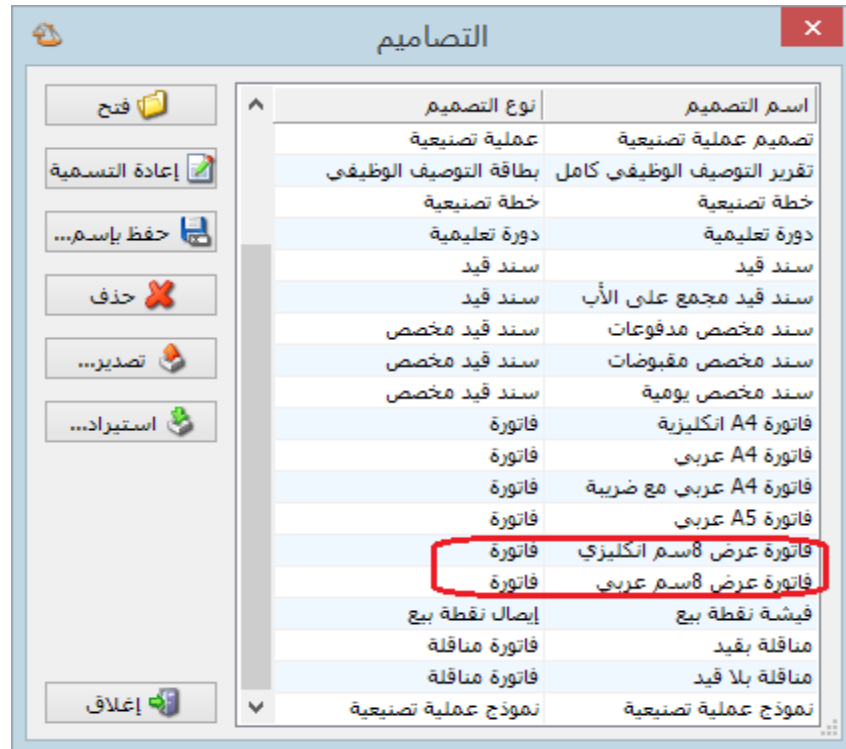 التصاميم
اسم التصميم نوع التصميم
تصميم عملية تصنيعية عملية تصنيعية
تقرير التوصيف الوظيفي كامل بطاقة التوصيف الوظيفي
خطة تصنيعية خطة تصنيعية
دورة تعليمية دورة تعليمية
سند قيد سند قيد
سند قيد مجمع على الأب سند قيد
سند مخصص مدفوعات سند قيد مخصص
سند مخصص مقبوضات سند قيد مخصص
سند مخصص يومية سند قيد مخصص
فاتورة A4 انكليزية فاتورة
فاتورة A4 عربي فاتورة
فاتورة A4 عربي مع ضريبة فاتورة
فاتورة A5 عربي فاتورة
فاتورة عرض 8سم انكليزي فاتورة
فاتورة عرض 8سم عربي فاتورة
فيشة نقطة بيع إيصال نقطة بيع
مناقلة بقيد فاتورة مناقلة
مناقلة بلا قيد فاتورة مناقلة
نموذج عملية تصنيعية نموذج عملية تصنيعية
فتح
إعادة التسمية
حفظ بإسم...
حذف
تصدير...
استيراد...
إغلاق